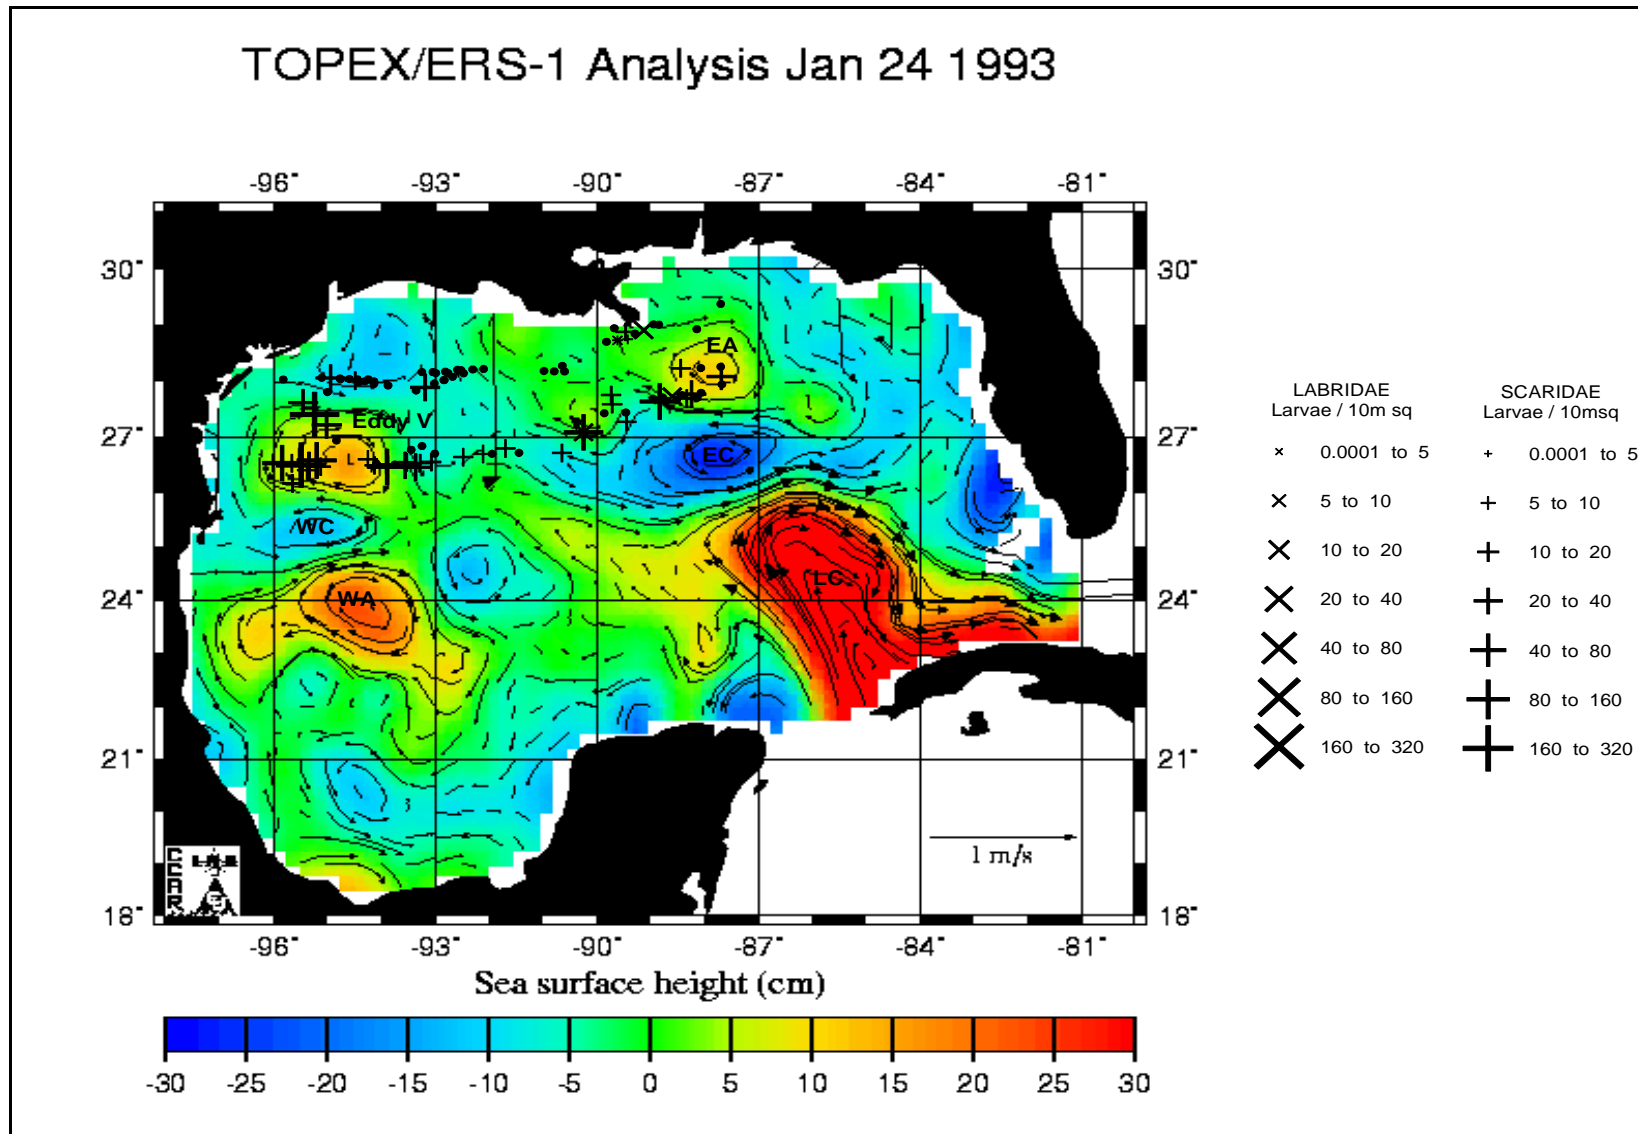 TOPEX/ERS-1 Analysis Jan 24 1993
-96° -93° -90° -87° -84° -81°
30° 30°
EA
27° Eddy V 27°
EC
WC
LC
24° WA 24°
21° 21°
1 m/s
CCAR
18° 18°
-96° -93° -90° -87° -84° -81°
Sea surface height (cm)
-30 -25 -20 -15 -10 -5 0 5 10 15 20 25 30
LABRIDAE SCARIDAE
Larvae / 10m sq Larvae / 10msq
0.0001 to 5 0.0001 to 5
5 to 10 5 to 10
10 to 20 10 to 20
20 to 40 20 to 40
40 to 80 40 to 80
80 to 160 80 to 160
160 to 320 160 to 320